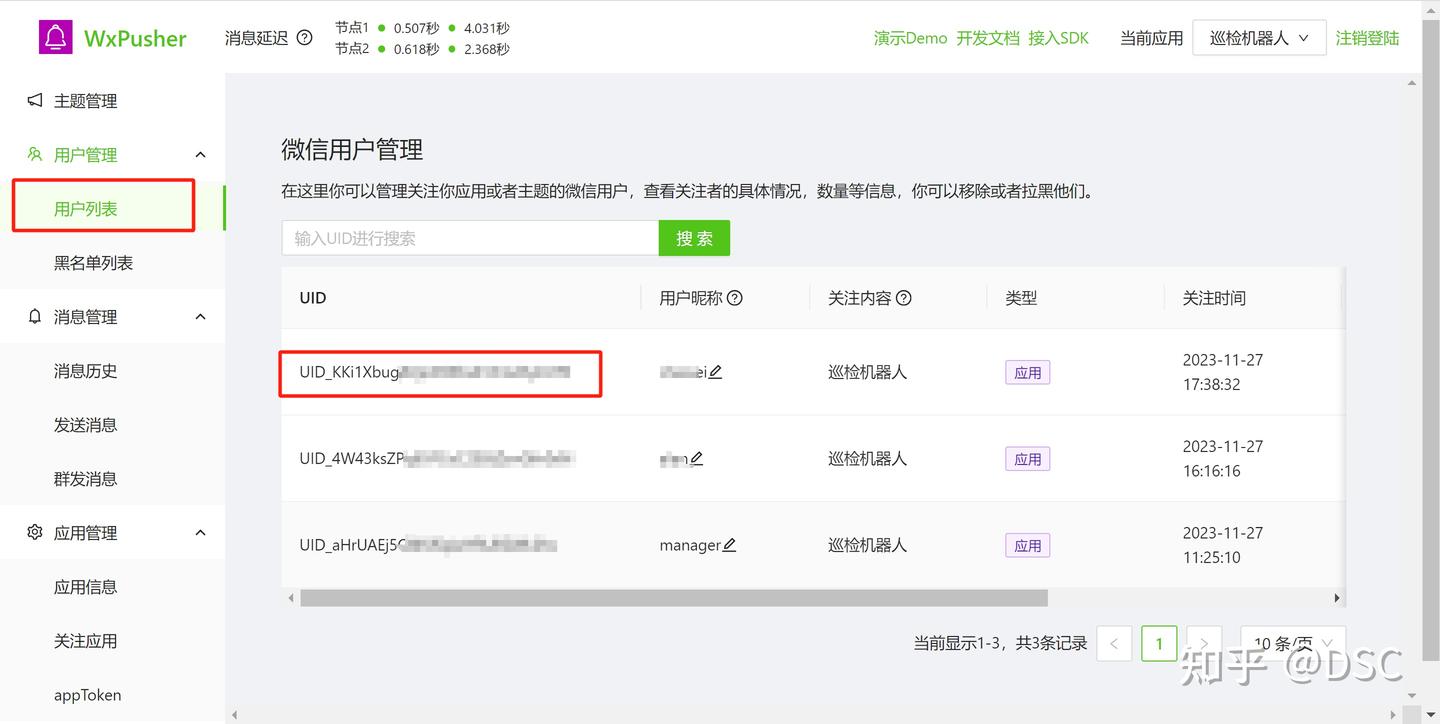 WxPusher
消息延迟
节点1 0.507秒 4.031秒
节点2 0.618秒 2.368秒
演示Demo 开发文档 接入SDK 当前应用 巡检机器人 注销登陆
主题管理
用户管理
用户列表
黑名单列表
消息管理
消息历史
发送消息
群发消息
应用管理
应用信息
关注应用
appToken
微信用户管理
在这里你可以管理关注你应用或者主题的微信用户，查看关注者的具体情况，数量等信息，你可以移除或者拉黑他们。
输入UID进行搜索 搜 索
UID 用户昵称 关注内容 类型 关注时间
UID_KKi1Xbug 巡检机器人 应用 2023-11-27
17:38:32
UID_4W43ksZP 巡检机器人 应用 2023-11-27
16:16:16
UID_aHrUAEj5 manager 巡检机器人 应用 2023-11-27
11:25:10
当前显示1-3，共3条记录 < 1 > 10 条/页
知乎 @DSC